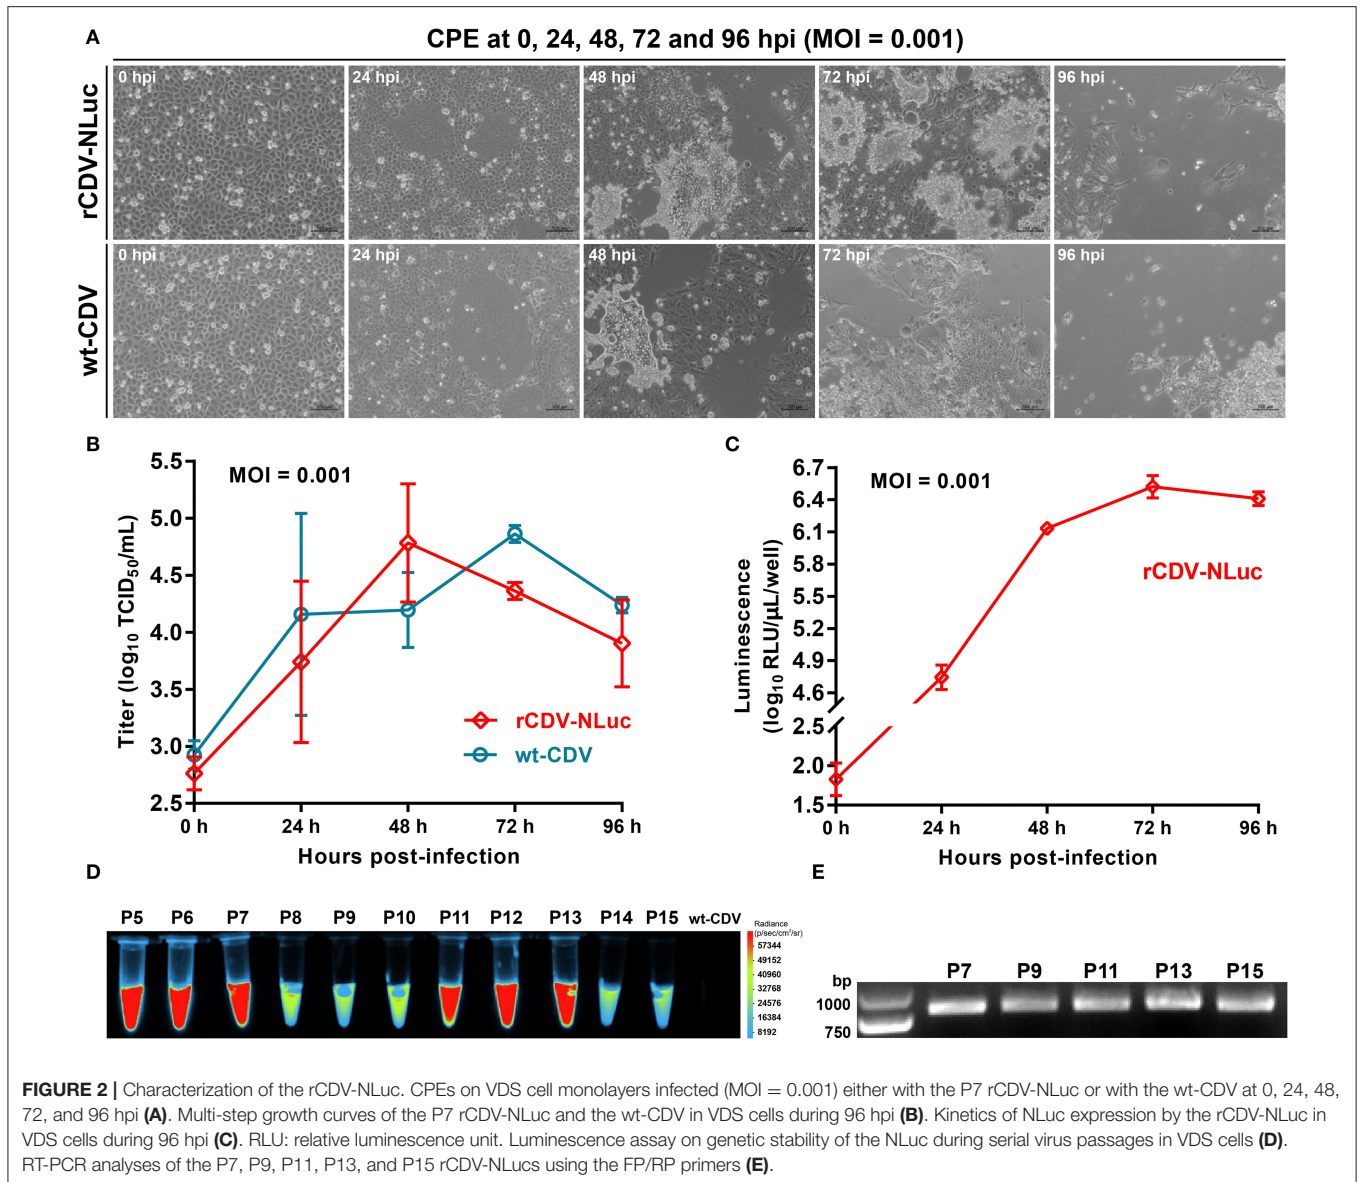 A
CPE at 0, 24, 48, 72 and 96 hpi (MOI = 0.001)
rCDV-NLuc
0 hpi
24 hpi
48 hpi
72 hpi
96 hpi
wt-CDV
0 hpi
24 hpi
48 hpi
72 hpi
96 hpi
B
MOI = 0.001
Titer (log10 TCID50/mL)
5.5
5.0
4.5
4.0
3.5
3.0
2.5
rCDV-NLuc
wt-CDV
0 h 24 h 48 h 72 h 96 h
Hours post-infection
C
MOI = 0.001
Luminescence
(log10 RLU/µL/well)
6.7
6.4
6.1
5.8
5.5
5.2
4.9
4.6
2.5
2.0
1.5
rCDV-NLuc
0 h 24 h 48 h 72 h 96 h
Hours post-infection
D
P5 P6 P7 P8 P9 P10 P11 P12 P13 P14 P15 wt-CDV
Radiance
(p/sec/cm²/sr)
57344
49152
40960
32768
24576
16384
8192
E
bp P7 P9 P11 P13 P15
1000
750
FIGURE 2 | Characterization of the rCDV-NLuc. CPEs on VDS cell monolayers infected (MOI = 0.001) either with the P7 rCDV-NLuc or with the wt-CDV at 0, 24, 48,
72, and 96 hpi (A). Multi-step growth curves of the P7 rCDV-NLuc and the wt-CDV in VDS cells during 96 hpi (B). Kinetics of NLuc expression by the rCDV-NLuc in
VDS cells during 96 hpi (C). RLU: relative luminescence unit. Luminescence assay on genetic stability of the NLuc during serial virus passages in VDS cells (D).
RT-PCR analyses of the P7, P9, P11, P13, and P15 rCDV-NLucs using the FP/RP primers (E).